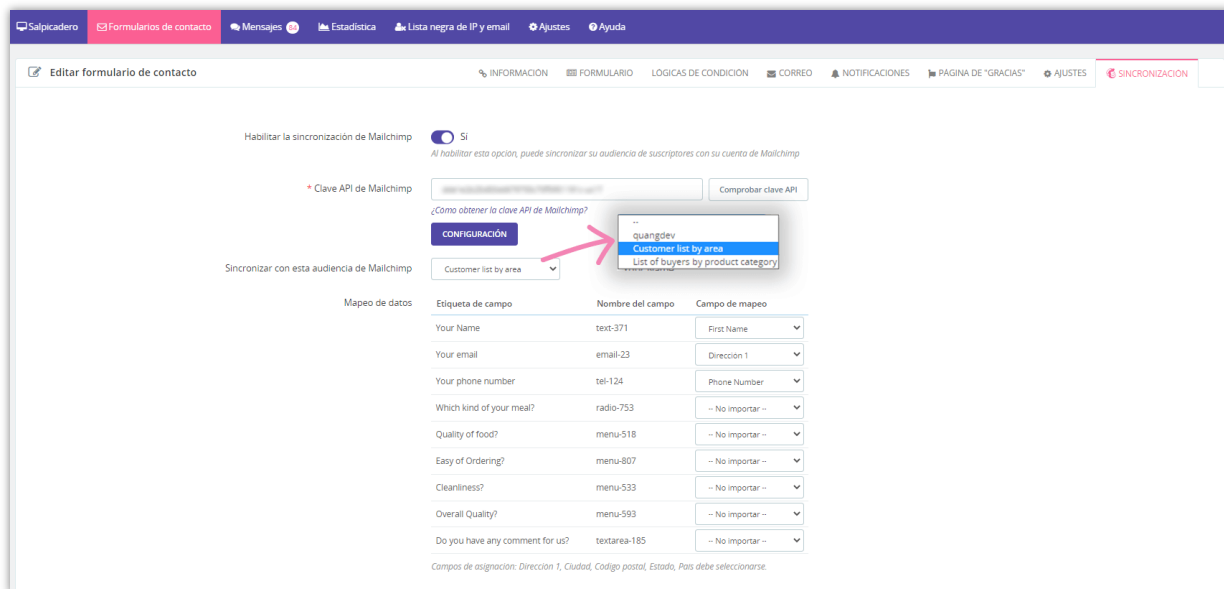 Salpicadero Formularios de contacto Mensajes 84 Estadística Lista negra de IP y email Ajustes Ayuda
Editar formulario de contacto INFORMACIÓN FORMULARIO LÓGICAS DE CONDICIÓN CORREO NOTIFICACIONES PÁGINA DE "GRACIAS" AJUSTES SINCRONIZACIÓN
Habilitar la sincronización de Mailchimp Sí
Al habilitar esta opción, puede sincronizar su audiencia de suscriptores con su cuenta de Mailchimp
* Clave API de Mailchimp Comprobar clave API
¿Cómo obtener la clave API de Mailchimp?
--
quangdev
Customer list by area
List of buyers by product category
CONFIGURACIÓN
Sincronizar con esta audiencia de Mailchimp Customer list by area
Mapeo de datos Etiqueta de campo Nombre del campo Campo de mapeo
Your Name text-371 First Name
Your email email-23 Dirección 1
Your phone number tel-124 Phone Number
Which kind of your meal? radio-753 -- No importar --
Quality of food? menu-518 -- No importar --
Easy of Ordering? menu-807 -- No importar --
Cleanliness? menu-533 -- No importar --
Overall Quality? menu-593 -- No importar --
Do you have any comment for us? textarea-185 -- No importar --
Campos de asignación: Dirección 1, Ciudad, Codigo postal, Estado, País debe seleccionarse.